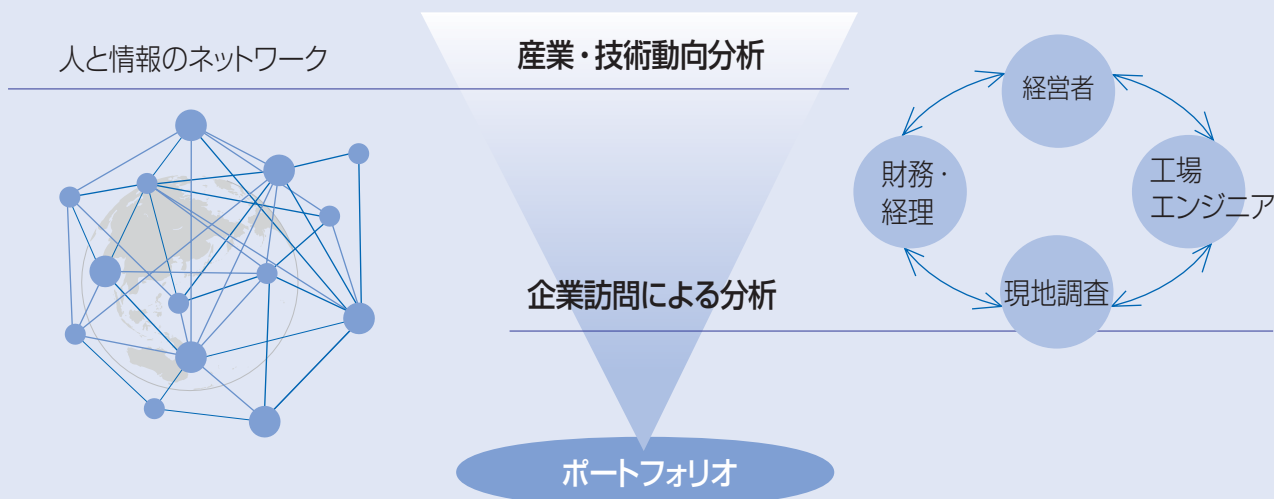 人と情報のネットワーク
産業・技術動向分析
経営者
財務・
経理
工場
エンジニア
企業訪問による分析
現地調査
ポートフォリオ